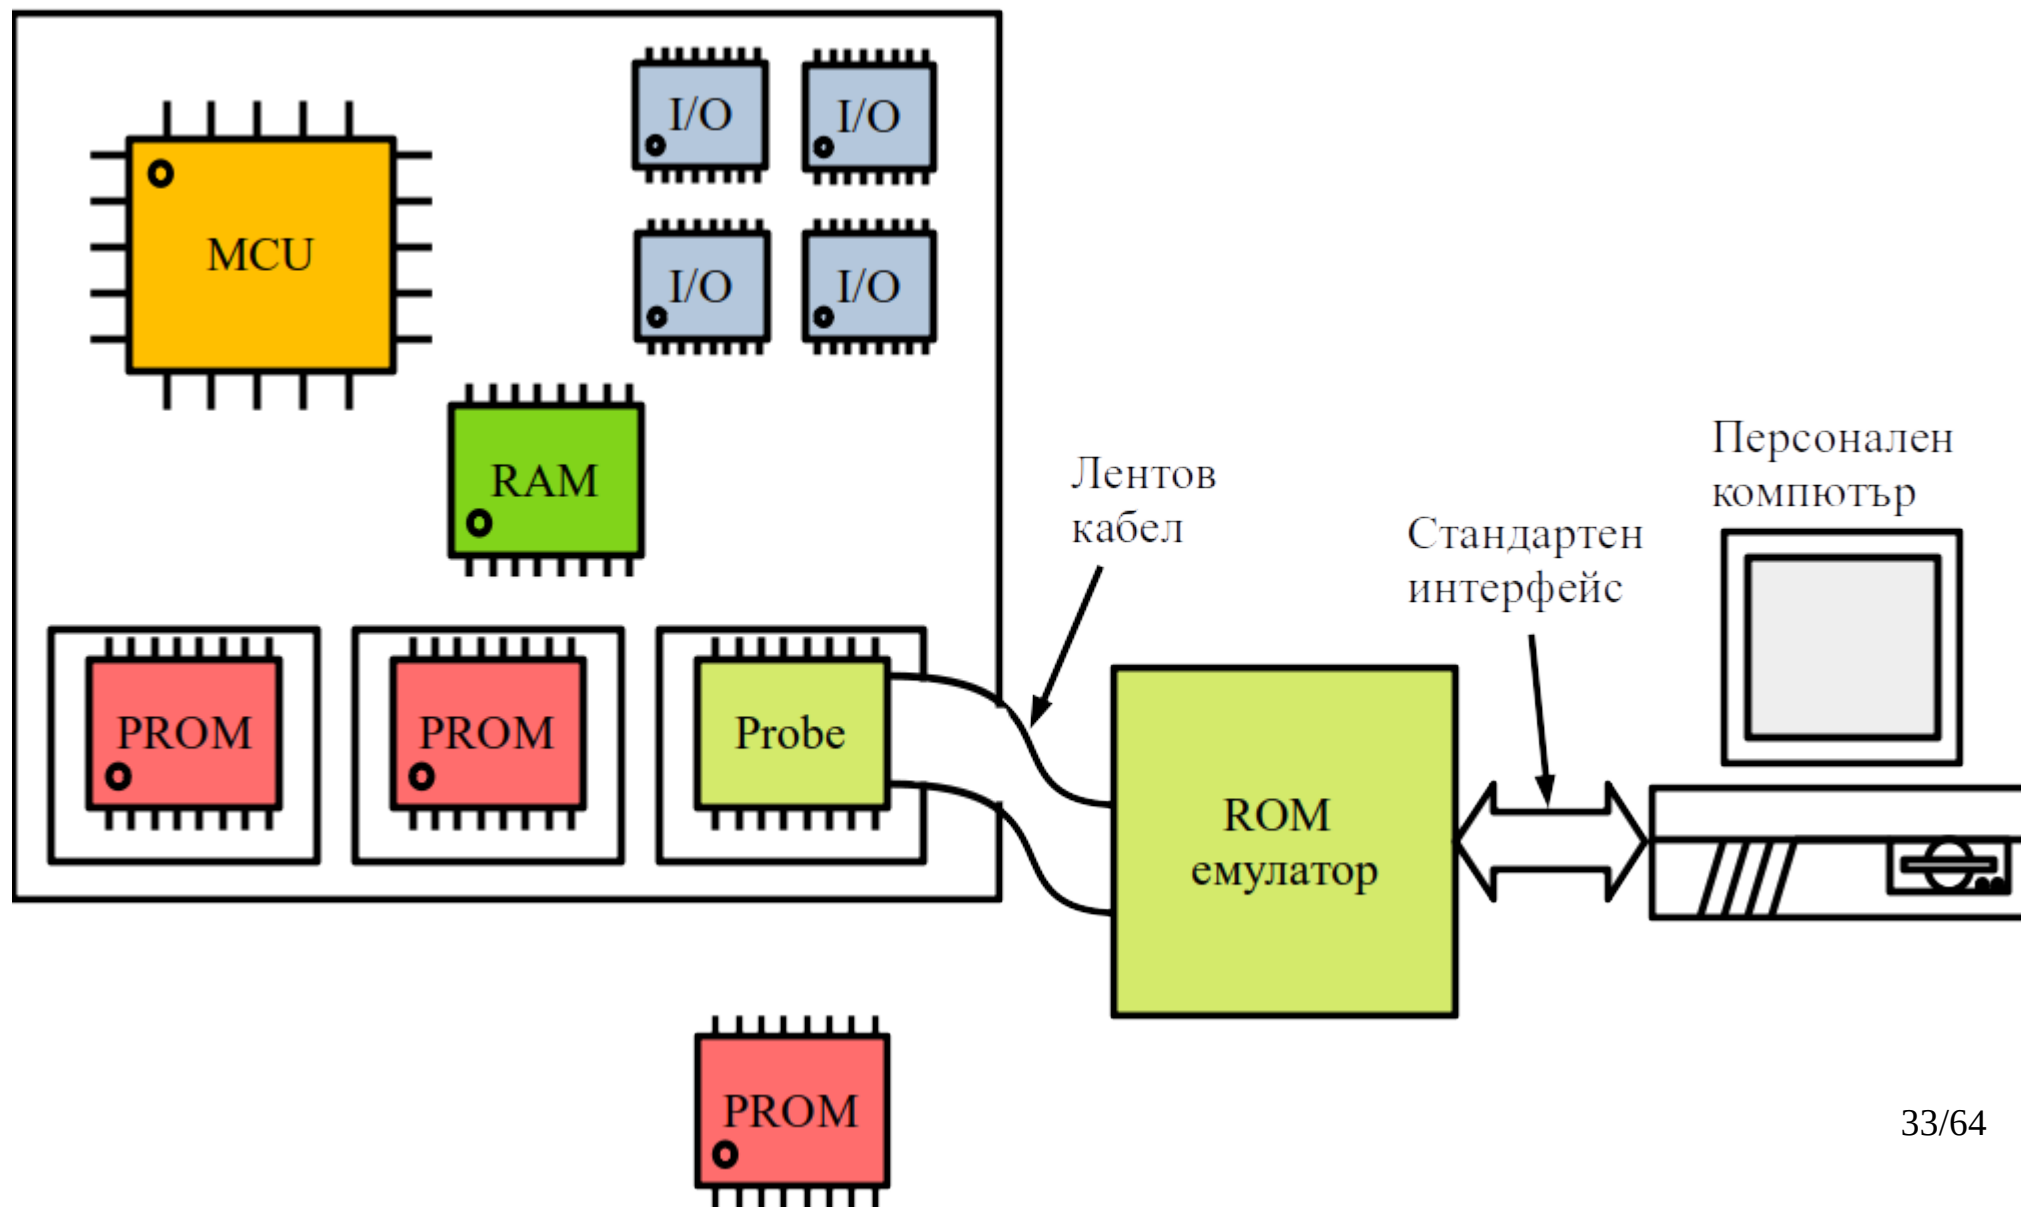 I/O
I/O
MCU
I/O
I/O
RAM
Лентов
кабел
Стандартен
интерфейс
Персонален
компютър
PROM
PROM
Probe
ROM
емулатор
PROM
33/64